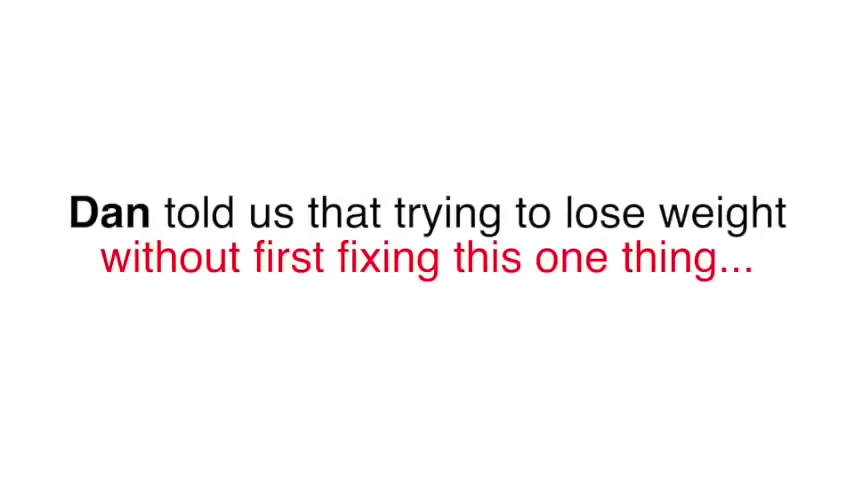 Dan told us that trying to lose weight
without first fixing this one thing...